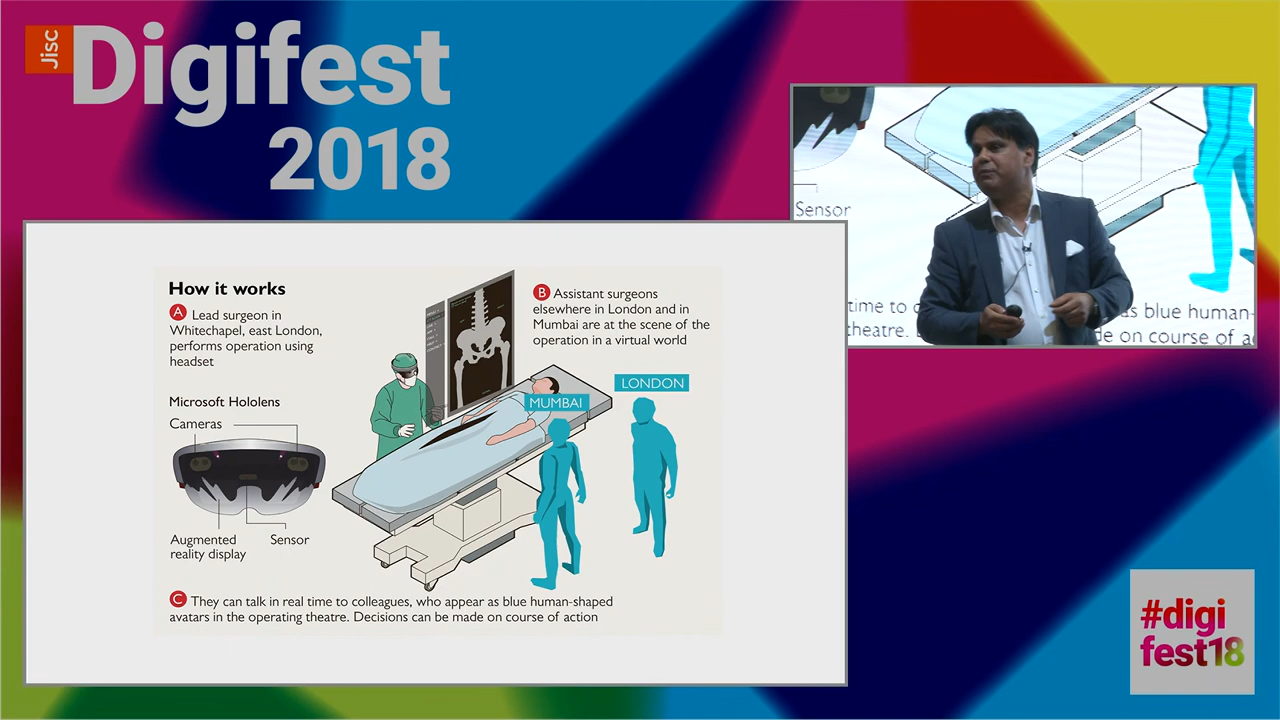 Jisc
Digifest
2018
How it works
A Lead surgeon in
Whitechapel, east London,
performs operation using
headset
B Assistant surgeons
elsewhere in London and in
Mumbai are at the scene of the
operation in a virtual world
Microsoft Hololens
Cameras
Augmented
reality display
Sensor
MUMBAI
LONDON
C They can talk in real time to colleagues, who appear as blue human-shaped
avatars in the operating theatre. Decisions can be made on course of action
Sensor
time to
as blue human-
theatre.
de on course of a
#digi
fest18